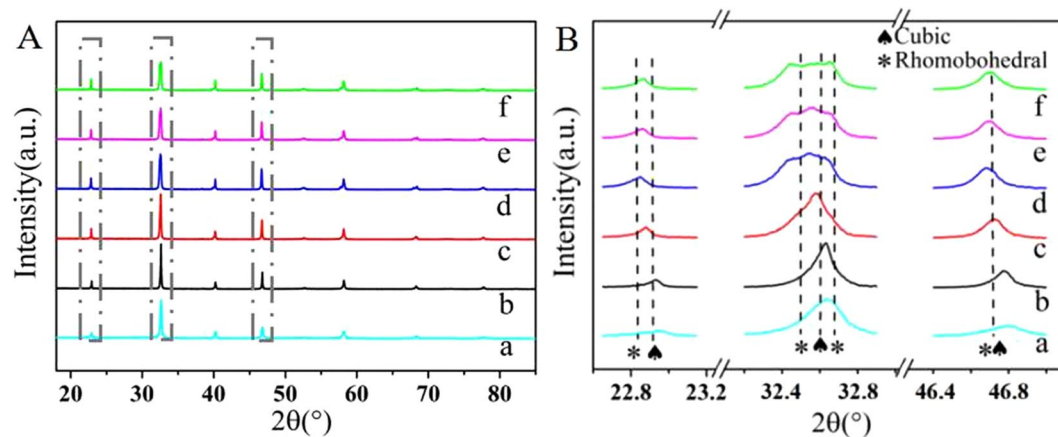 A
Intensity(a.u.)
f
e
d
c
b
a
20 30 40 50 60 70 80
2θ(°)
B
♠Cubic
*Rhomobohedral
Intensity(a.u.)
f
e
d
c
b
a
* ♠ * ♠ * * ♠
22.8 23.2 32.4 32.8 46.4 46.8
2θ(°)